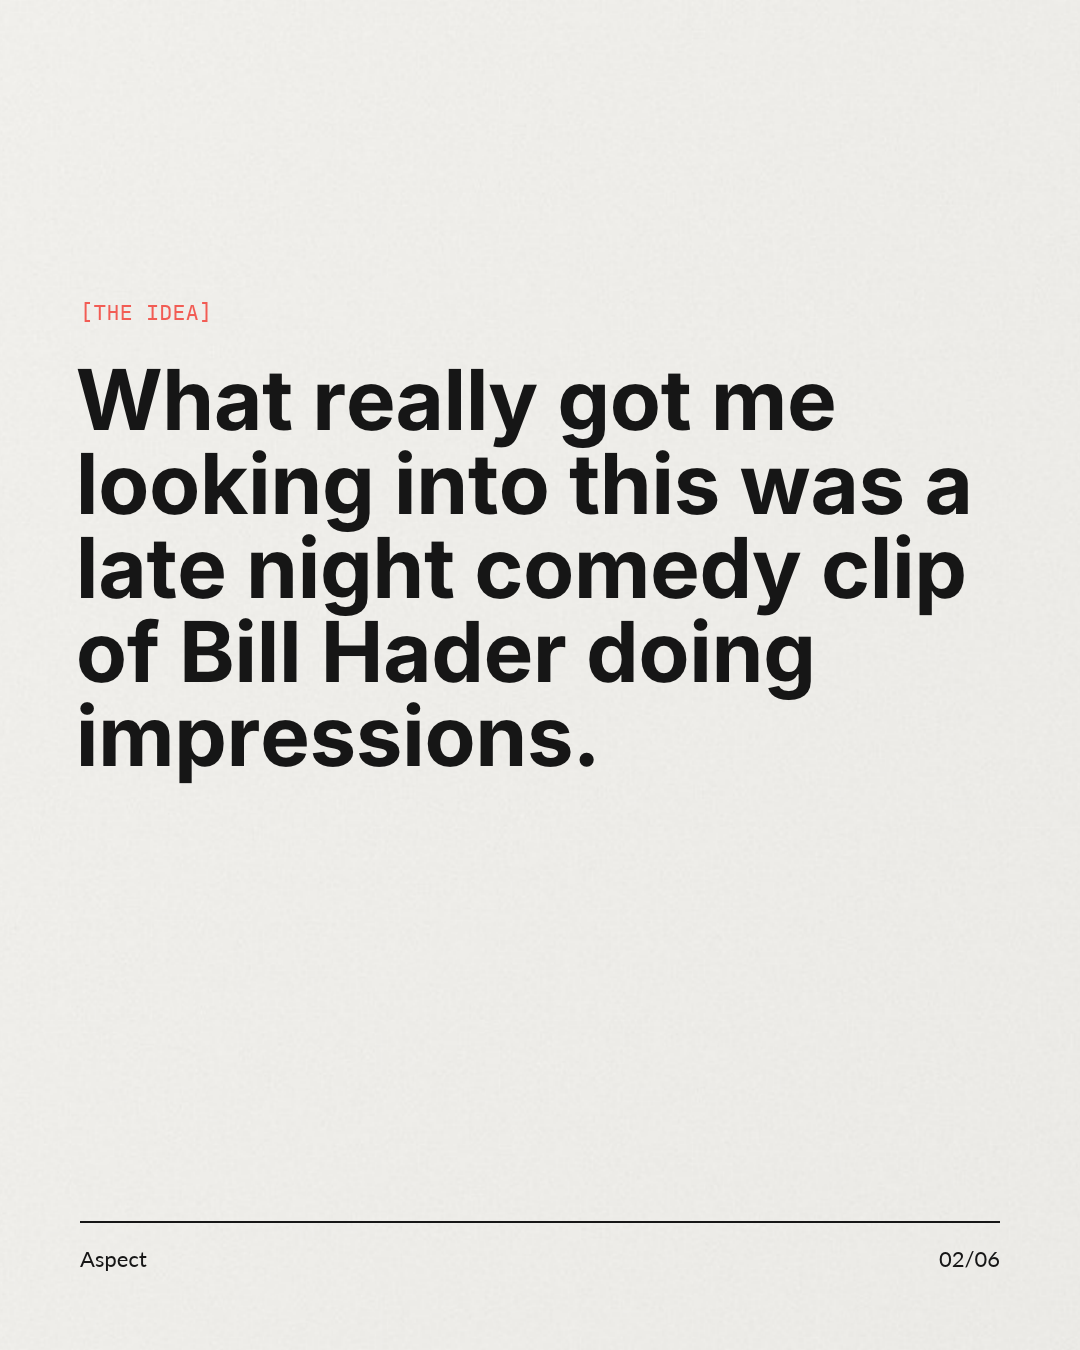 [THE IDEA]
What really got me
looking into this was a
late night comedy clip
of Bill Hader doing
impressions.
Aspect
02/06